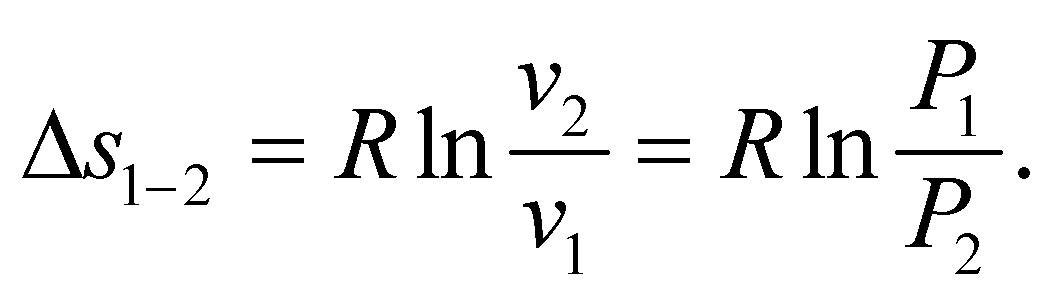 Δs₁₋₂ = R ln v₂/v₁ = R ln P₁/P₂.